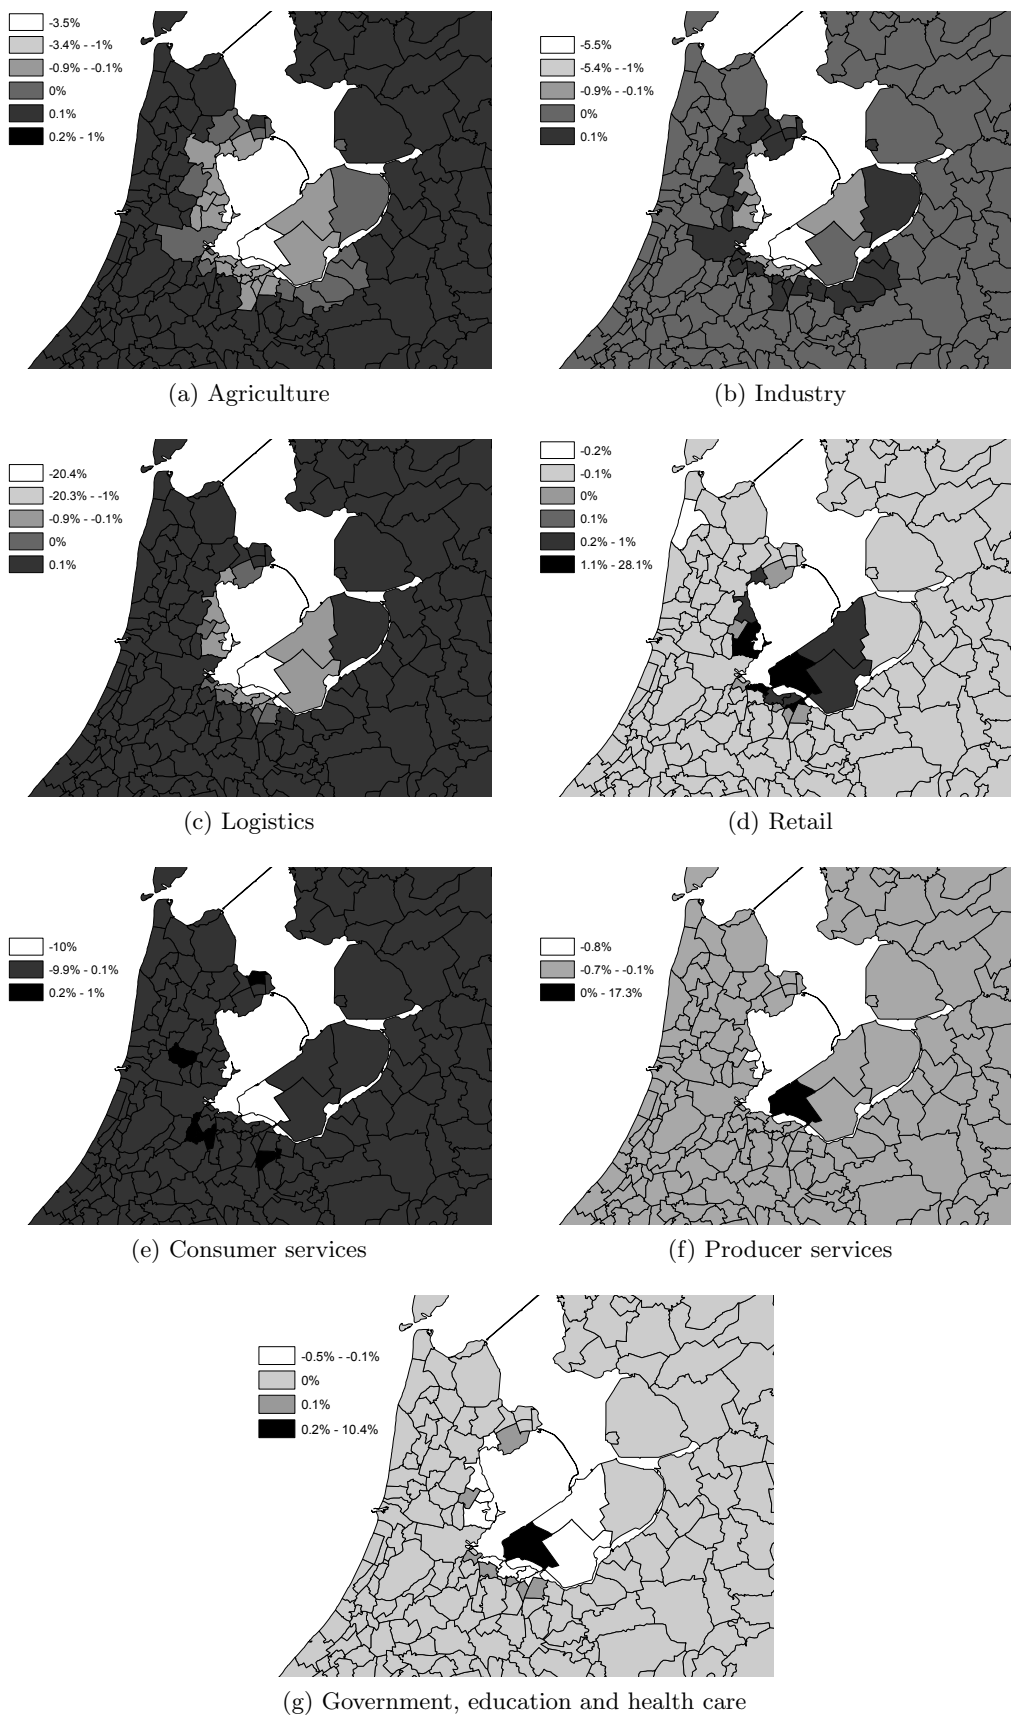 -3.5%
-3.4% - -1%
-0.9% - -0.1%
0%
0.1%
0.2% - 1%
(a) Agriculture
-5.5%
-5.4% - -1%
-0.9% - -0.1%
0%
0.1%
(b) Industry
-20.4%
-20.3% - -1%
-0.9% - -0.1%
0%
0.1%
(c) Logistics
-0.2%
-0.1%
0%
0.1%
0.2% - 1%
1.1% - 28.1%
(d) Retail
-10%
-9.9% - 0.1%
0.2% - 1%
(e) Consumer services
-0.8%
-0.7% - -0.1%
0% - 17.3%
(f) Producer services
-0.5% - -0.1%
0%
0.1%
0.2% - 10.4%
(g) Government, education and health care